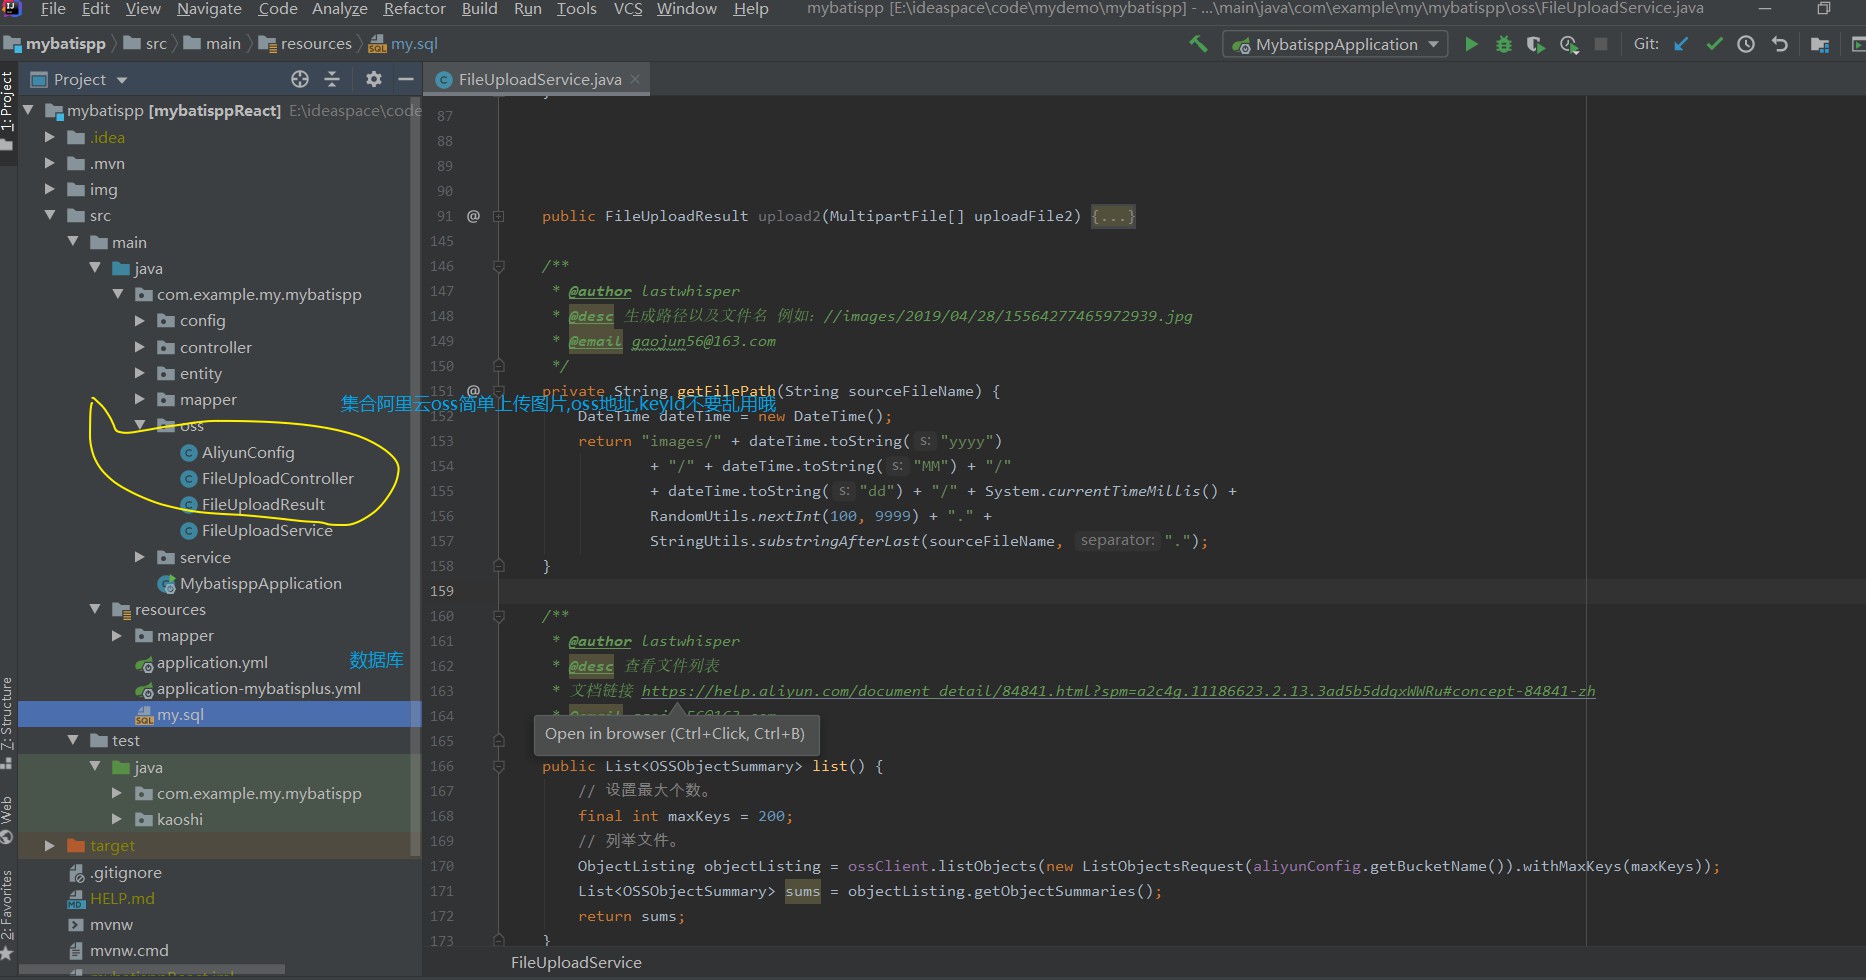 File Edit View Navigate Code Analyze Refactor Build Run Tools VCS Window Help mybatispp [E:\ideaspace\code\mydemo\mybatispp] - ...\main\java\com\example\my\mybatispp\oss\FileUploadService.java
mybatispp src main resources my.sql MybatisppApplication Git:
1: Project
Project
mybatispp [mybatisppReact] E:\ideaspace\code
.idea
.mvn
img
src
main
java
com.example.my.mybatispp
config
controller
entity
mapper
oss
AliyunConfig
FileUploadController
FileUploadResult
FileUploadService
service
MybatisppApplication
resources
mapper
application.yml
数据库
application-mybatisplus.yml
my.sql
test
java
com.example.my.mybatispp
kaoshi
target
.gitignore
HELP.md
mvnw
mvnw.cmd
7: Structure
Web
2: Favorites
集合阿里云oss简单上传图片,oss地址,keyId不要乱用哦
FileUploadService.java
87
88
89
90
91 @ public FileUploadResult upload2(MultipartFile[] uploadFile2) {...}
145
146 /**
147 * @author lastwhisper
148 * @desc 生成路径以及文件名 例如：//images/2019/04/28/15564277465972939.jpg
149 * @email gaojun56@163.com
150 */
151 @ private String getFilePath(String sourceFileName) {
152 DateTime dateTime = new DateTime();
153 return "images/" + dateTime.toString( s: "yyyy")
154 + "/" + dateTime.toString( s: "MM") + "/"
155 + dateTime.toString( s: "dd") + "/" + System.currentTimeMillis() +
156 RandomUtils.nextInt(100, 9999) + "." +
157 StringUtils.substringAfterLast(sourceFileName, separator: ".");
158 }
159
160 /**
161 * @author lastwhisper
162 * @desc 查看文件列表
163 * 文档链接 https://help.aliyun.com/document_detail/84841.html?spm=a2c4g.11186623.2.13.3ad5b5ddqxWWRu#concept-84841-zh
164
Open in browser (Ctrl+Click, Ctrl+B)
165
166 public List<OSSObjectSummary> list() {
167 // 设置最大个数。
168 final int maxKeys = 200;
169 // 列举文件。
170 ObjectListing objectListing = ossClient.listObjects(new ListObjectsRequest(aliyunConfig.getBucketName()).withMaxKeys(maxKeys));
171 List<OSSObjectSummary> sums = objectListing.getObjectSummaries();
172 return sums;
173 }
FileUploadService